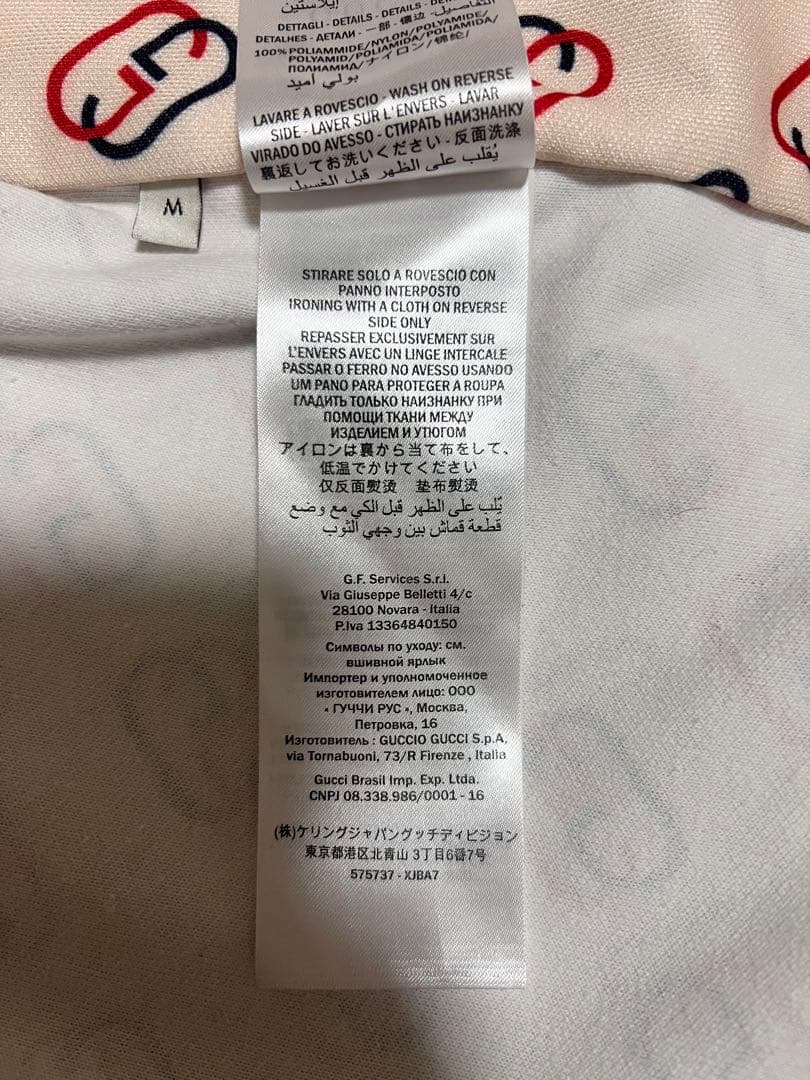 إيلاستين
DETTAGLI - DETAILS - DETAILS -
DETALHES - ДЕТАЛИ - 一部 - 镶边 - التفاصيل
100% POLIAMMIDE/NYLON/POLYAMIDE/
POLYAMID/POLIAMIDA/POLIAMIDA/
ПОЛИАМИД/ナイロン/锦纶/
بولي أميد
LAVARE A ROVESCIO - WASH ON REVERSE
SIDE - LAVER SUR L'ENVERS - LAVAR
VIRADO DO AVESSO - СТИРАТЬ НАИЗНАНКУ
裏返してお洗いください - 反面洗涤
يُقلب على الظهر قبل الغسيل
M
STIRARE SOLO A ROVESCIO CON
PANNO INTERPOSTO
IRONING WITH A CLOTH ON REVERSE
SIDE ONLY
REPASSER EXCLUSIVEMENT SUR
L'ENVERS AVEC UN LINGE INTERCALE
PASSAR O FERRO NO AVESSO USANDO
UM PANO PARA PROTEGER A ROUPA
ГЛАДИТЬ ТОЛЬКО НАИЗНАНКУ ПРИ
ПОМОЩИ ТКАНИ МЕЖДУ
ИЗДЕЛИЕМ И УТЮГОМ
アイロンは裏から当て布をして、
低温でかけてください
仅反面熨烫 垫布熨烫
يُلب على الظهر قبل الكي مع وضع
قطعة قماش بين وجهي الثوب
G.F. Services S.r.l.
Via Giuseppe Belletti 4/c
28100 Novara - Italia
P.Iva 13364840150
Символы по уходу: см.
вшивной ярлык
Импортер и уполномоченное
изготовителем лицо: ООО
« ГУЧЧИ РУС », Москва,
Петровка, 16
Изготовитель : GUCCIO GUCCI S.p.A,
via Tornabuoni, 73/R Firenze , Italia
Gucci Brasil Imp. Exp. Ltda.
CNPJ 08.338.986/0001 - 16
(株)ケリングジャパングッチディビジョン
東京都港区北青山 3丁目6番7号
575737 - XJBA7